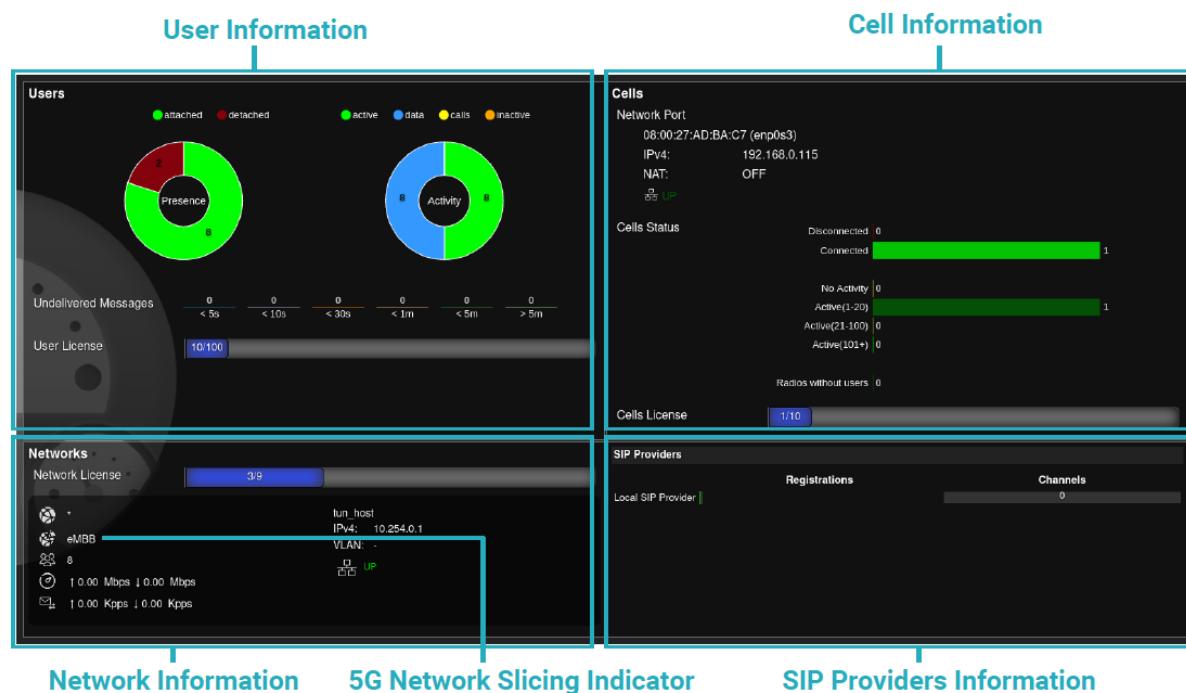 User Information
Cell Information
Users
attached detached active data calls inactive
2
Presence
8
8 Activity 8
Undelivered Messages
0 0 0 0 0 0
< 5s < 10s < 30s < 1m < 5m > 5m
User License 10/100
Cells
Network Port
08:00:27:AD:BA:C7 (enp0s3)
IPv4: 192.168.0.115
NAT: OFF
UP
Cells Status
Disconnected 0
Connected 1
No Activity 0
Active(1-20) 1
Active(21-100) 0
Active(101+) 0
Radios without users 0
Cells License 1/10
Networks
Network License 3/9
*
eMBB
8
↑ 0.00 Mbps ↓ 0.00 Mbps
↑ 0.00 Kpps ↓ 0.00 Kpps
tun_host
IPv4: 10.254.0.1
VLAN: -
UP
SIP Providers
Registrations Channels
Local SIP Provider 0
Network Information
5G Network Slicing Indicator
SIP Providers Information